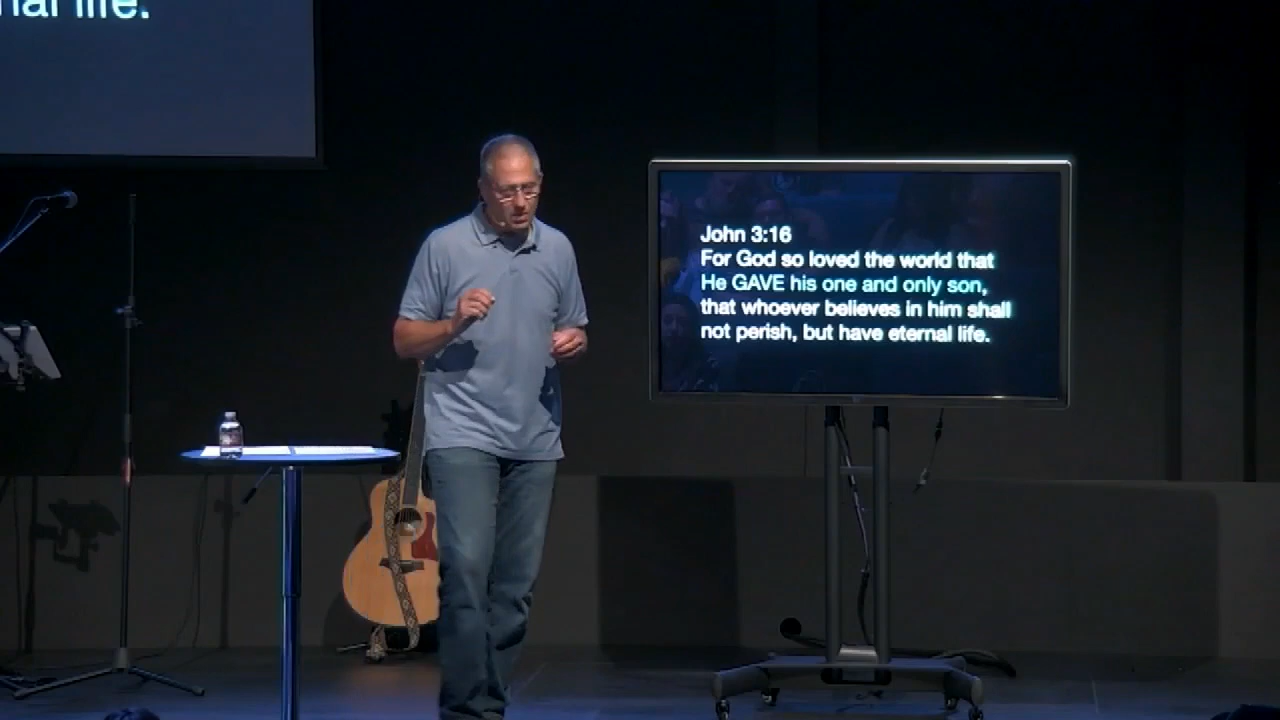 nal life.
John 3:16
For God so loved the world that
He GAVE his one and only son,
that whoever believes in him shall
not perish, but have eternal life.